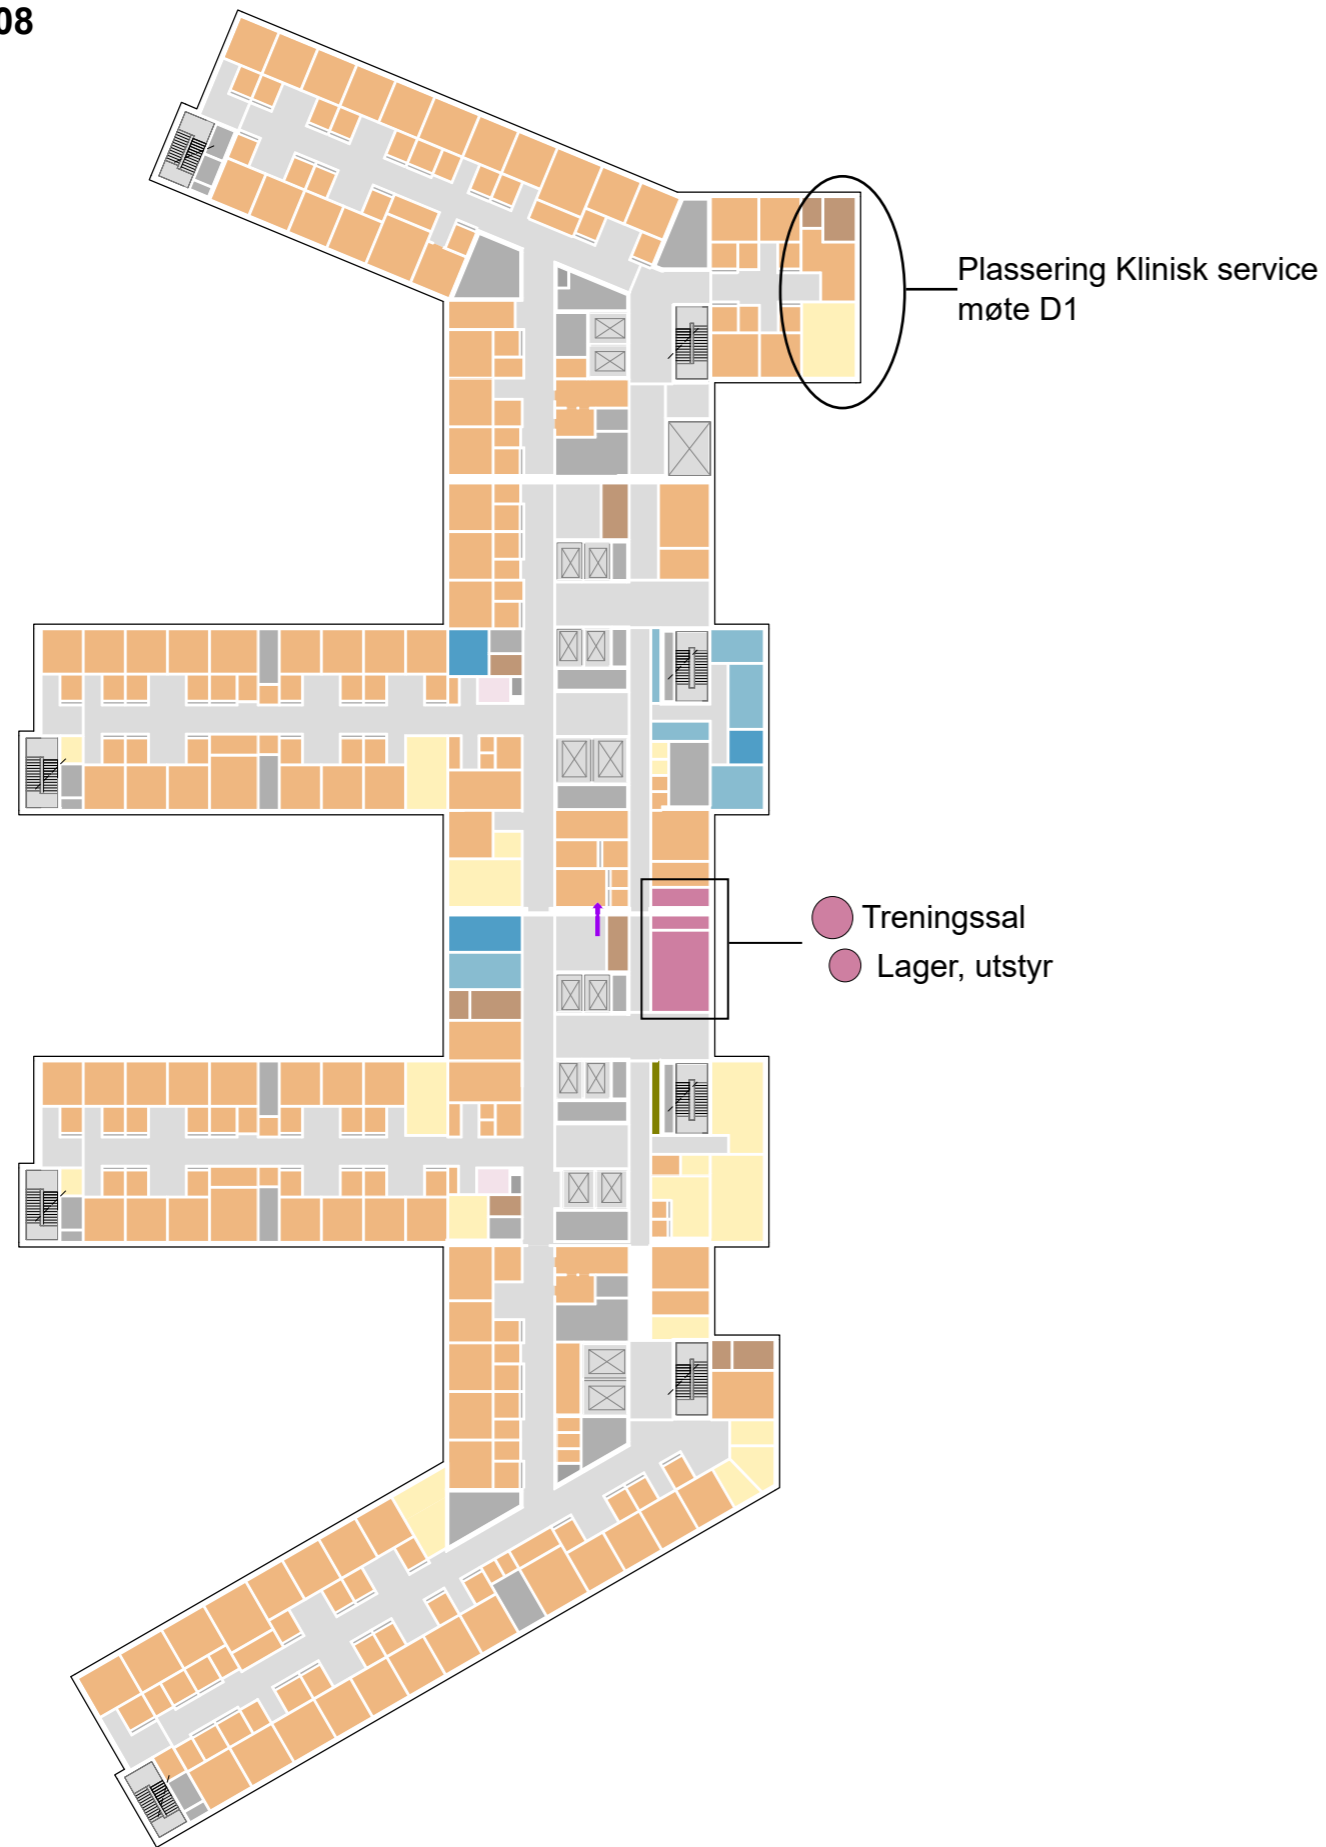 08
Plassering Klinisk service
møte D1
Treningssal
Lager, utstyr